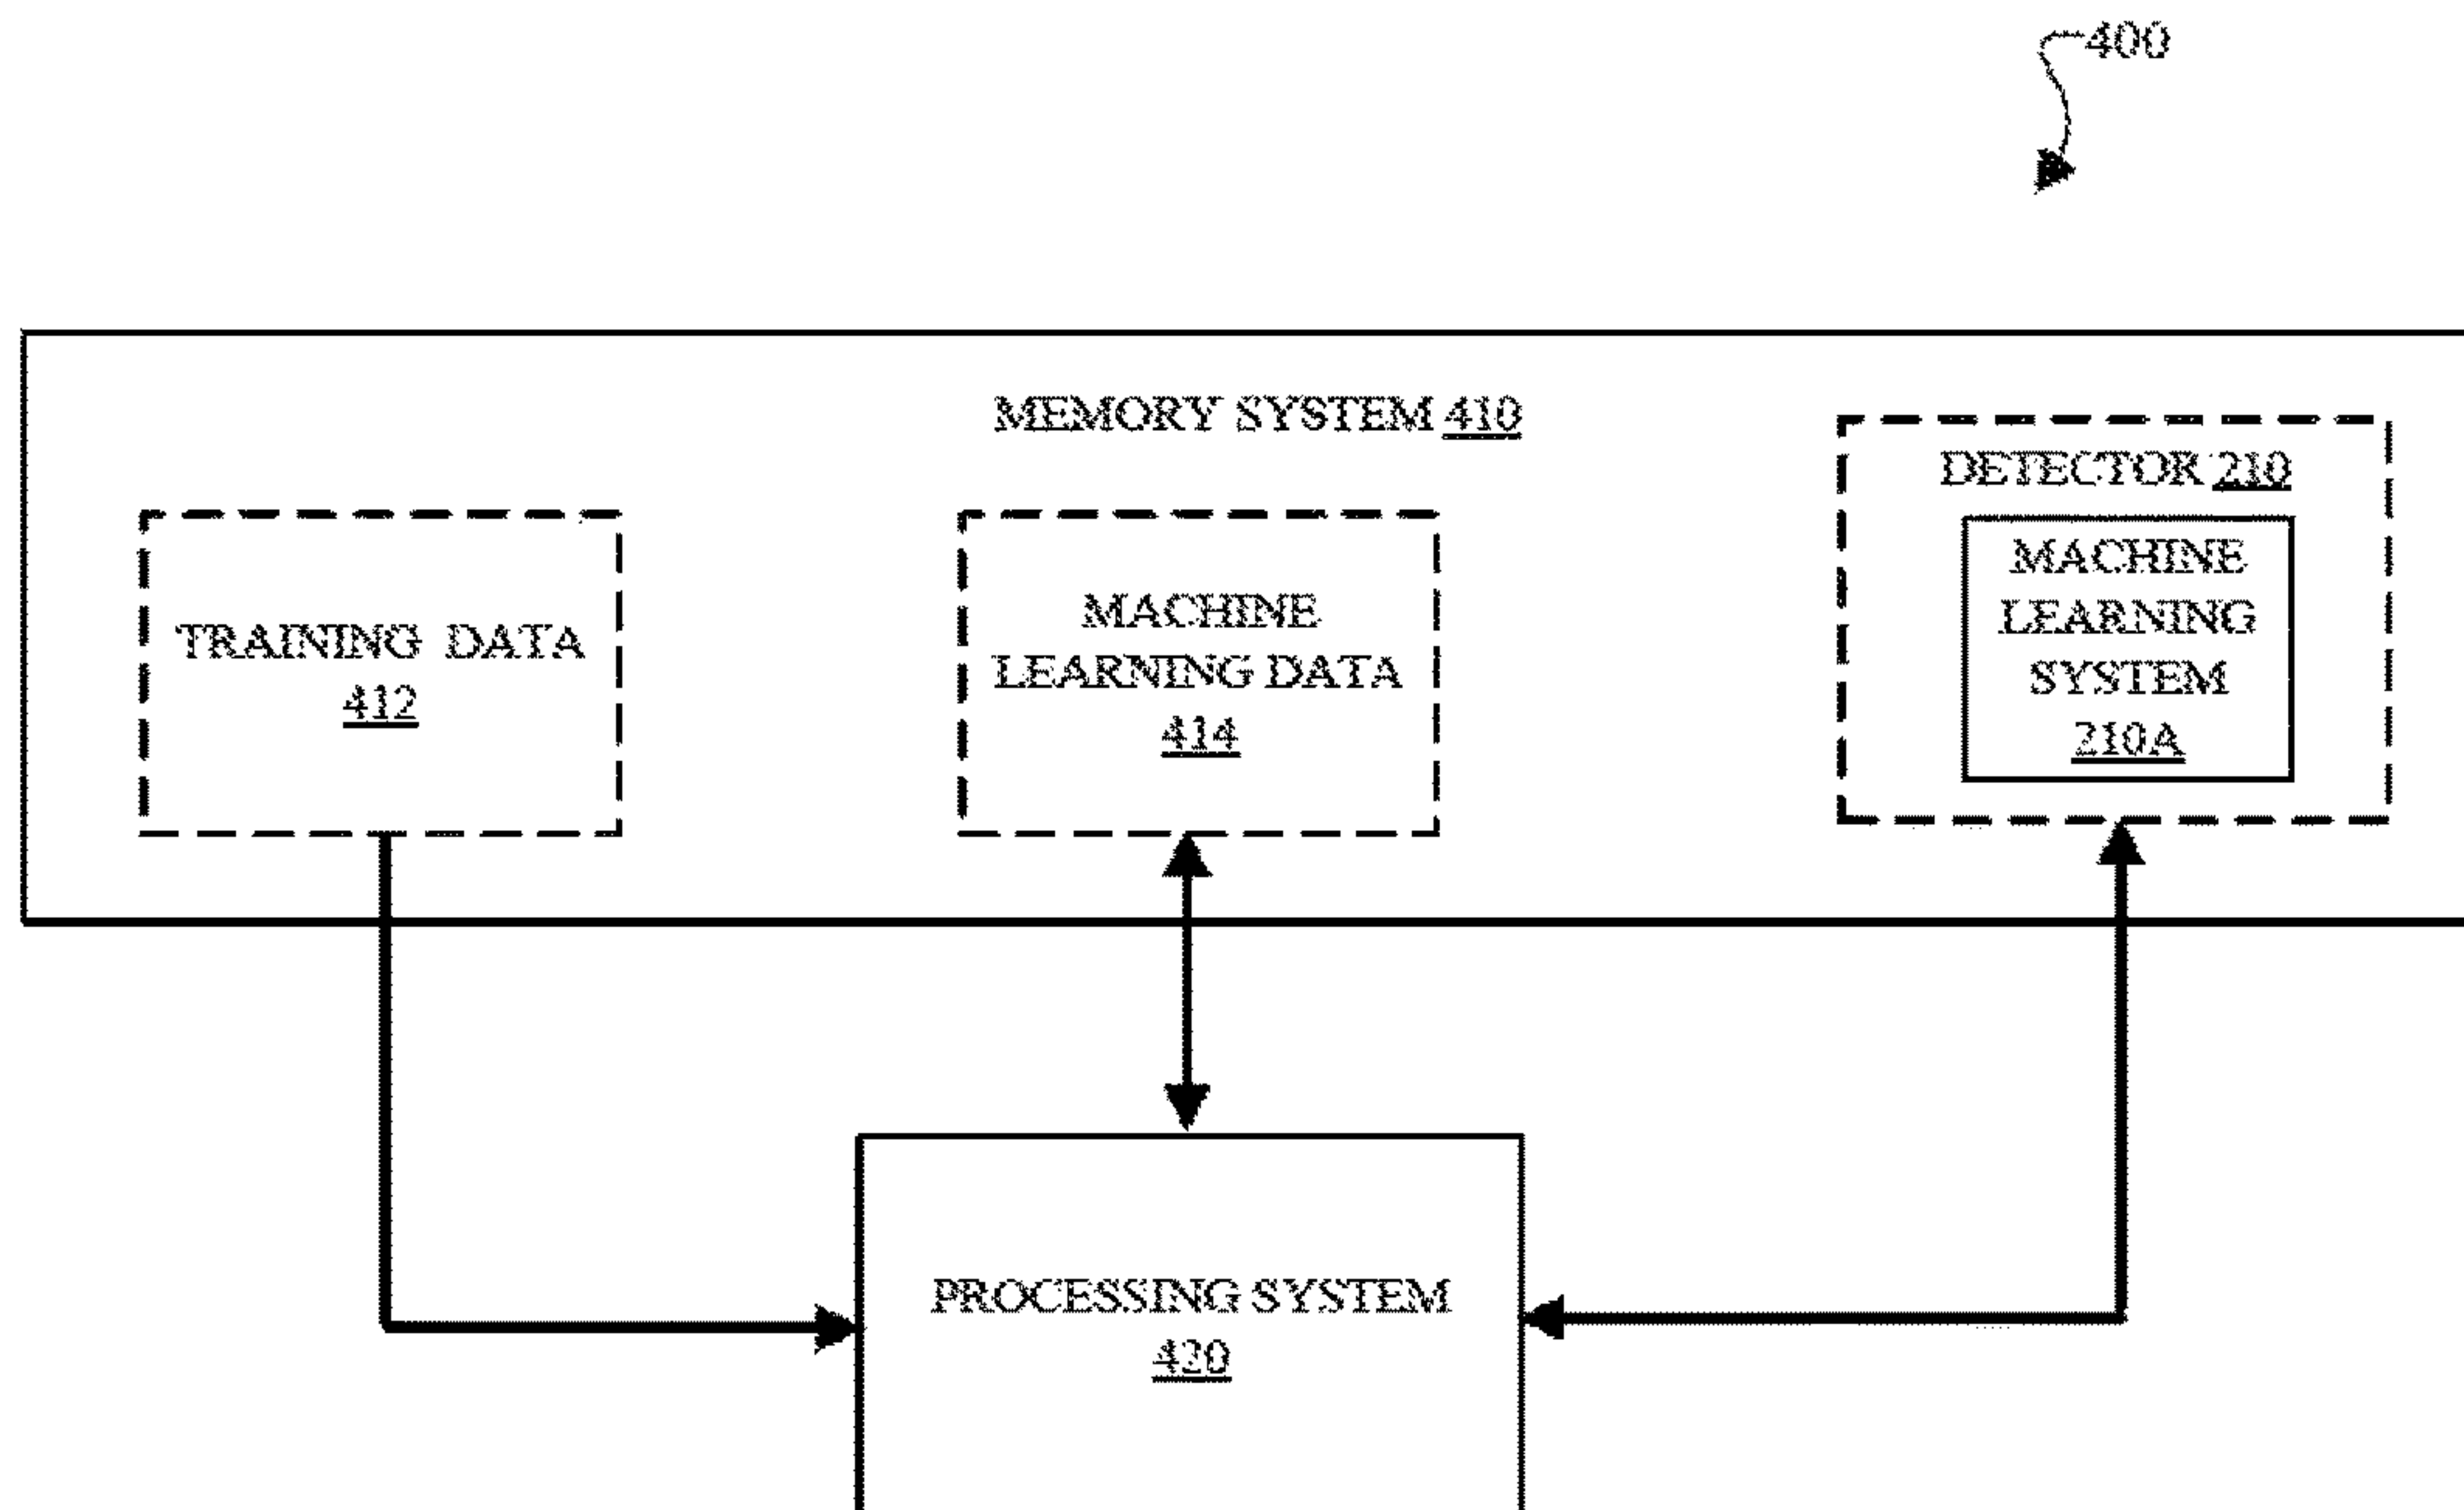 400
MEMORY SYSTEM 410
DETECTOR 210
MACHINE
LEARNING
SYSTEM
210A
MACHINE
LEARNING DATA
414
TRAINING DATA
412
PROCESSING SYSTEM
420